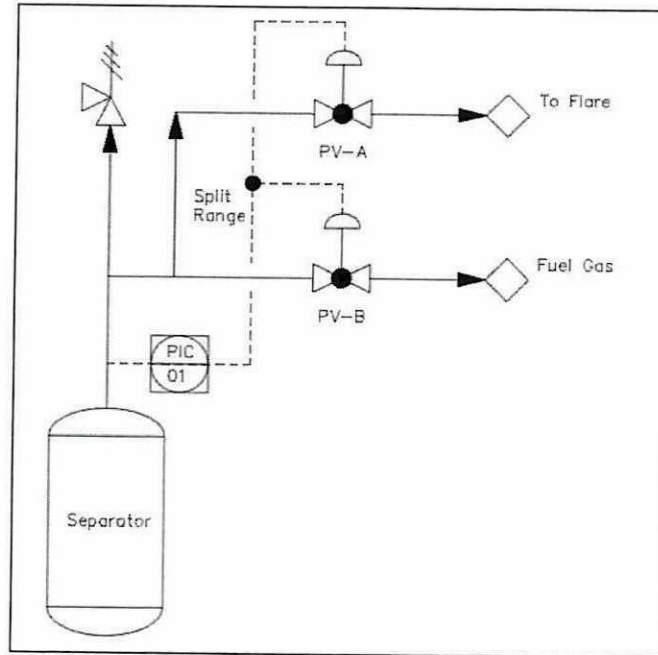 To Flare
PV-A
Split
Range
Fuel Gas
PV-B
PIC
01
Separator